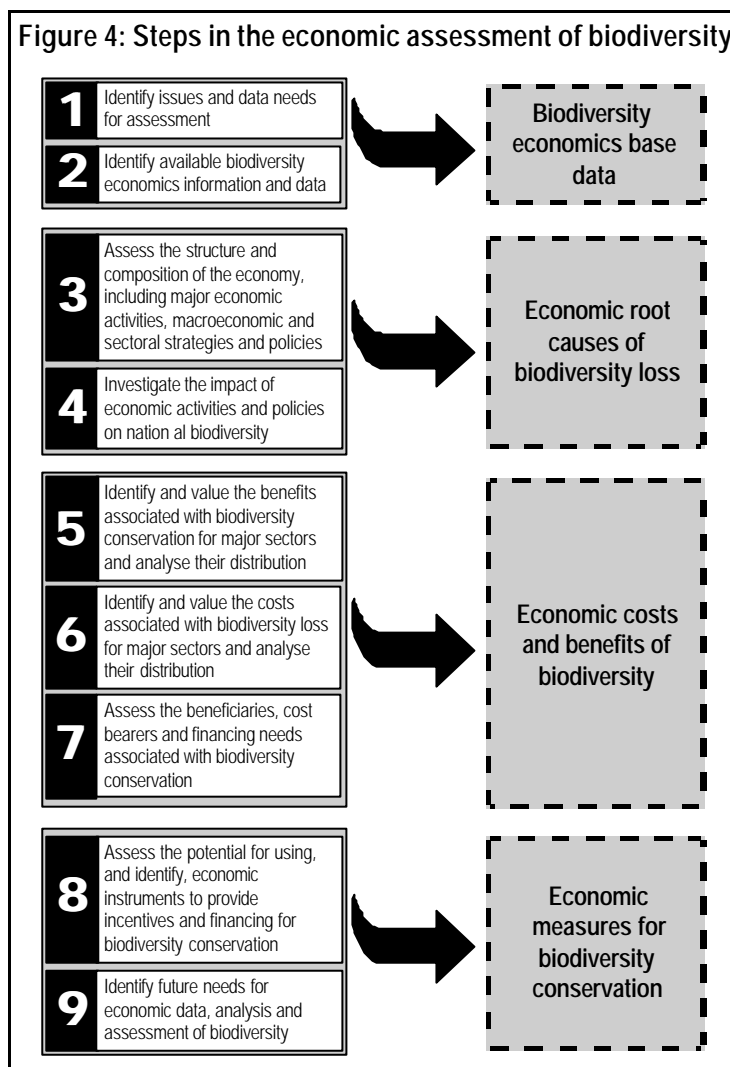 Figure 4: Steps in the economic assessment of biodiversity
1
Identify issues and data needs
for assessment
2
Identify available biodiversity
economics information and data
Biodiversity
economics base
data
3
Assess the structure and
composition of the economy,
including major economic
activities, macroeconomic and
sectoral strategies and policies
4
Investigate the impact of
economic activities and policies
on nation al biodiversity
Economic root
causes of
biodiversity loss
5
Identify and value the benefits
associated with biodiversity
conservation for major sectors
and analyse their distribution
6
Identify and value the costs
associated with biodiversity loss
for major sectors and analyse
their distribution
7
Assess the beneficiaries, cost
bearers and financing needs
associated with biodiversity
conservation
Economic costs
and benefits of
biodiversity
8
Assess the potential for using,
and identify, economic
instruments to provide
incentives and financing for
biodiversity conservation
9
Identify future needs for
economic data, analysis and
assessment of biodiversity
Economic
measures for
biodiversity
conservation